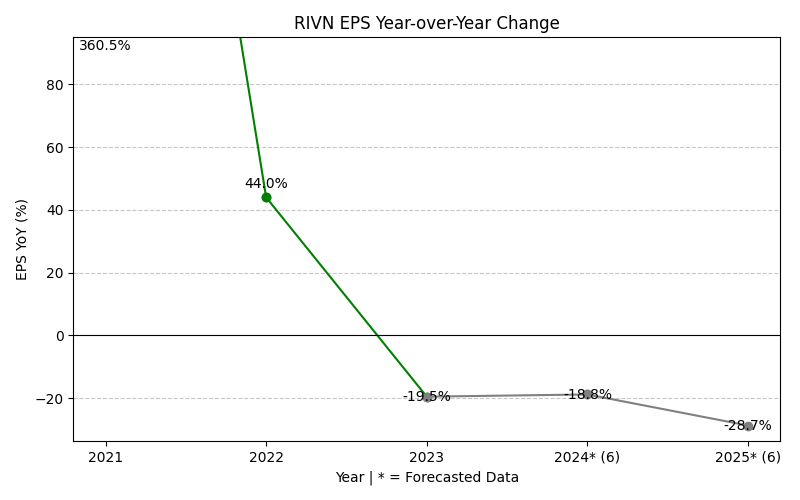 RIVN EPS Year-over-Year Change
360.5%
80
60
44.0%
40
20
0
-19.5%
-18.8%
−20
-28.7%
EPS YoY (%)
2021 2022 2023 2024* (6) 2025* (6)
Year | * = Forecasted Data